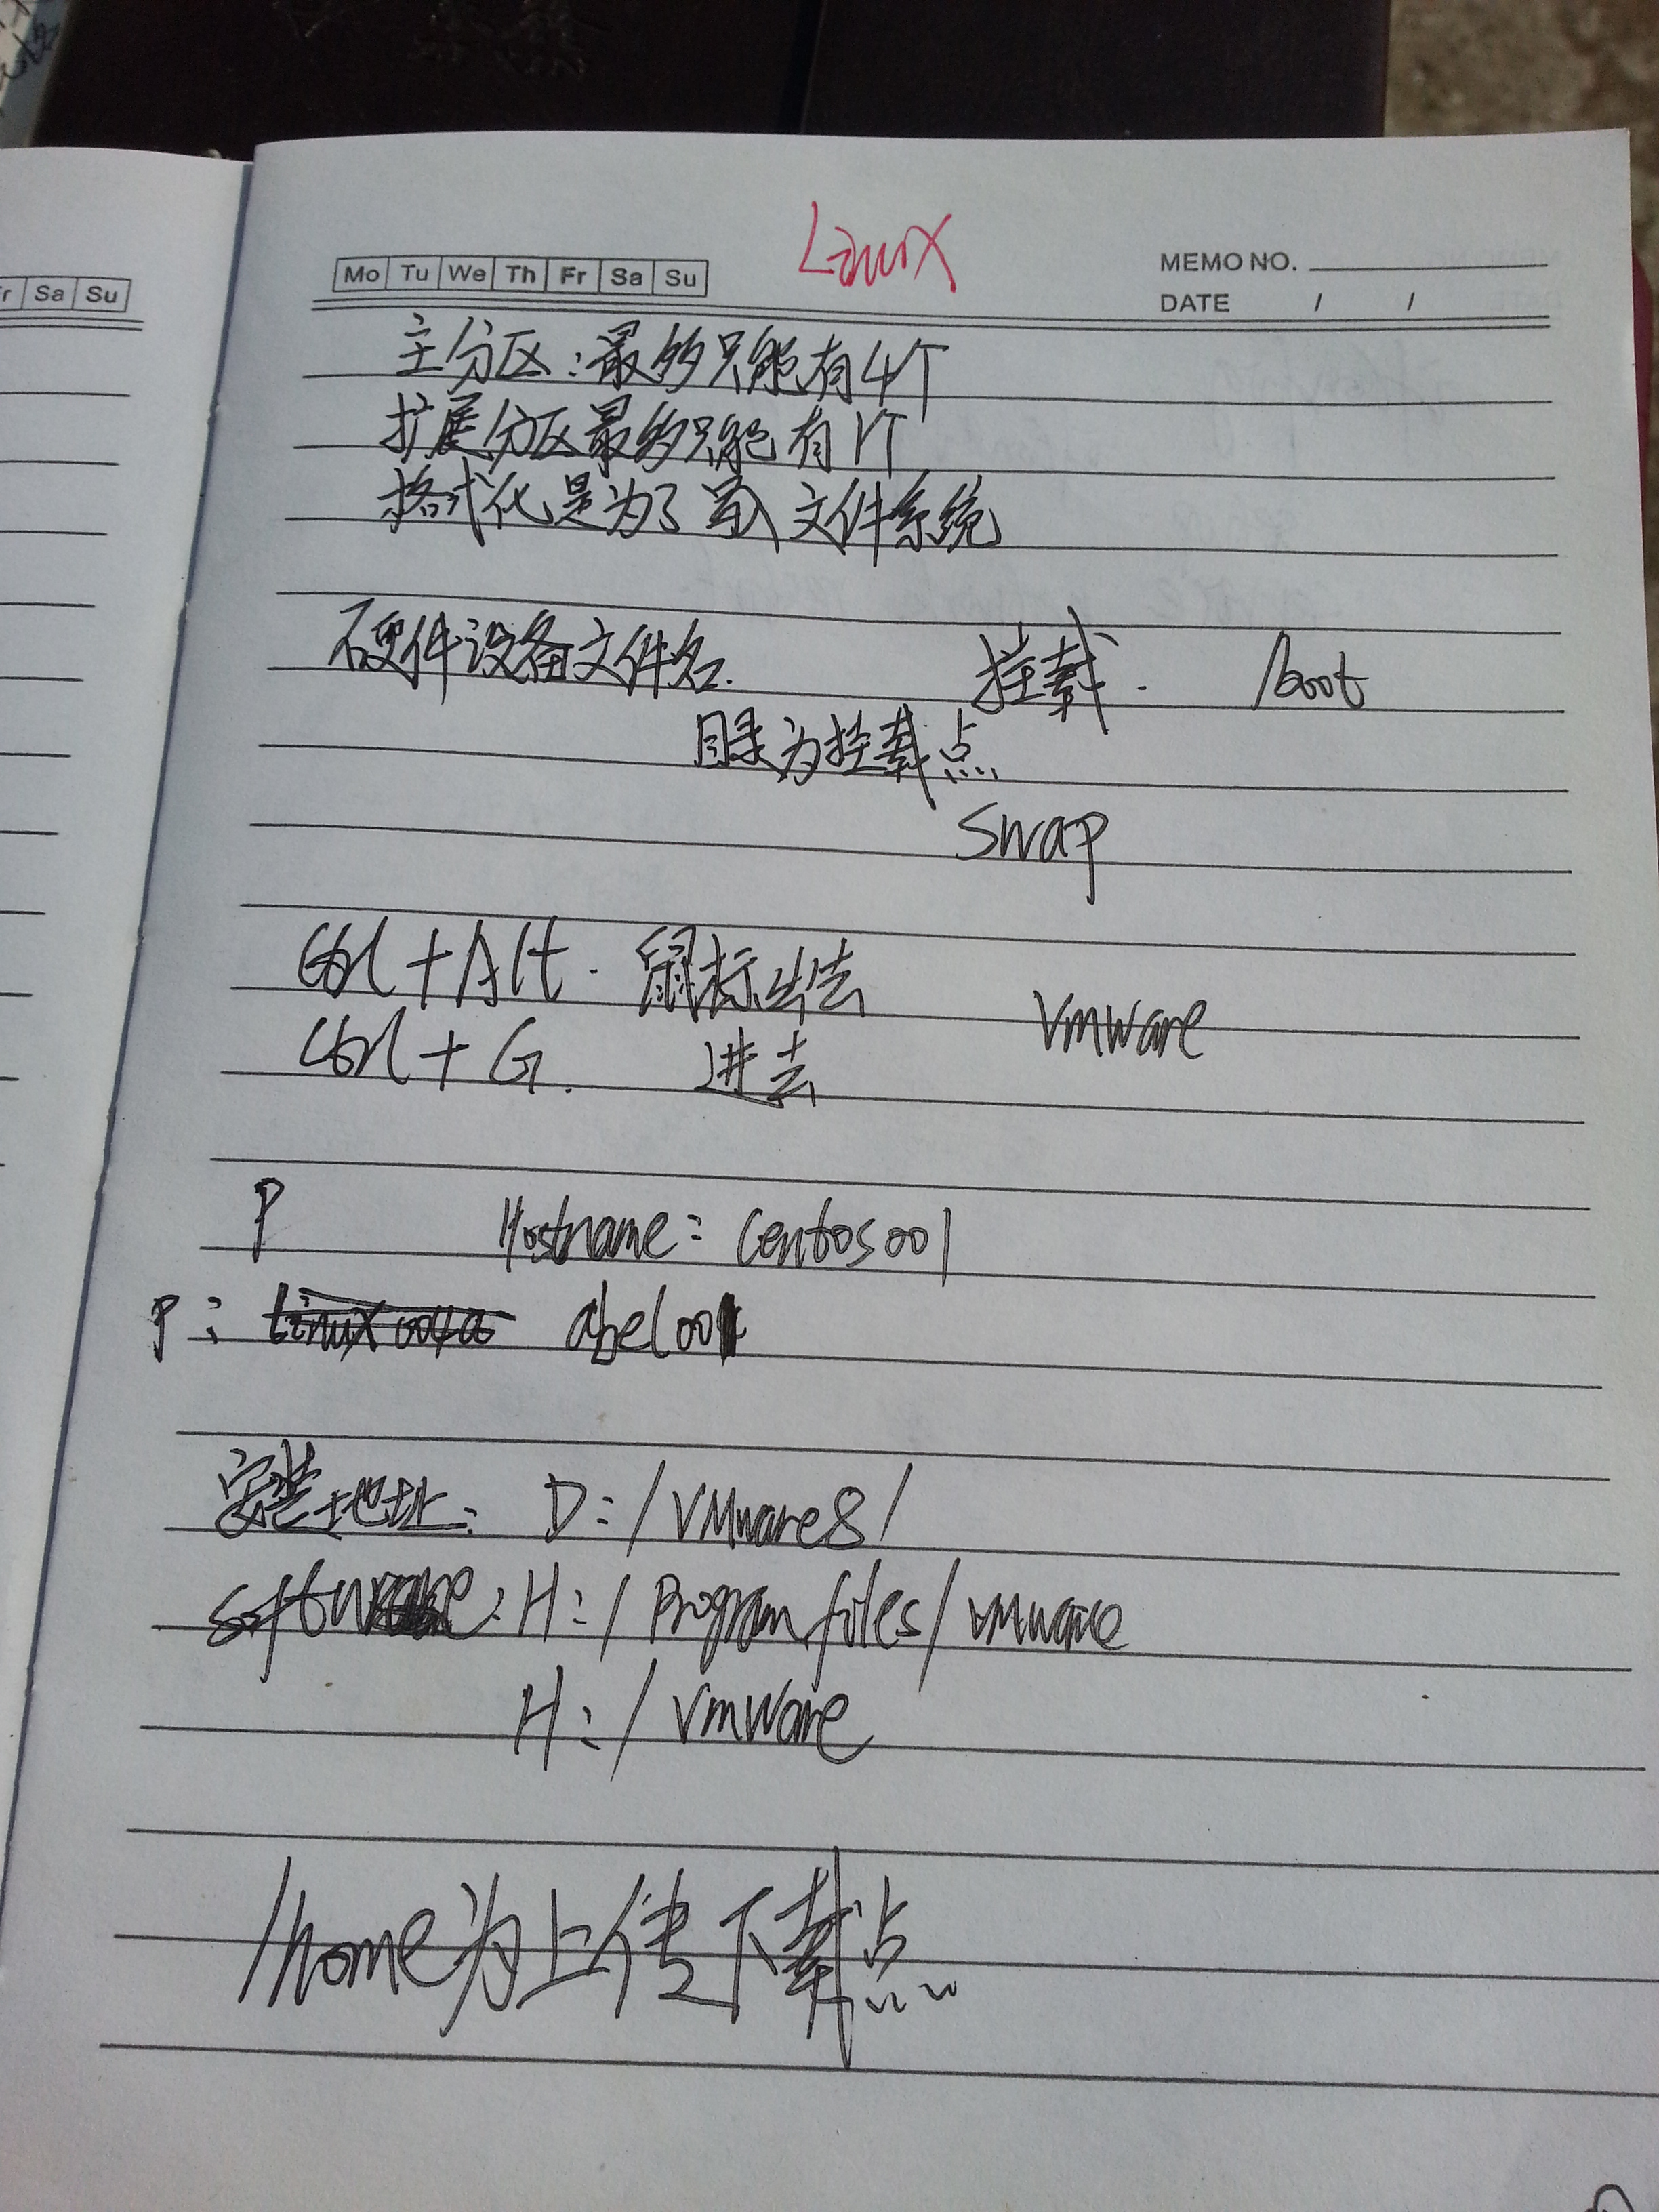 Linux
Mo Tu We Th Fr Sa Su
MEMO NO.
DATE / /
r Sa Su
主分区:最多只能有4个
扩展分区最多只能有1个
格式化是为了写入文件系统
硬件设备文件名. 挂载. /boot
目录为挂载点
swap
Ctrl+Alt. 鼠标出去
Vmware
Ctrl+G. 进去
P Hostname: centos001
P: abel001
安装地址: D:/VMware8/
software: H:/Program files/VMware
H:/VmWare
/home为上传下载点